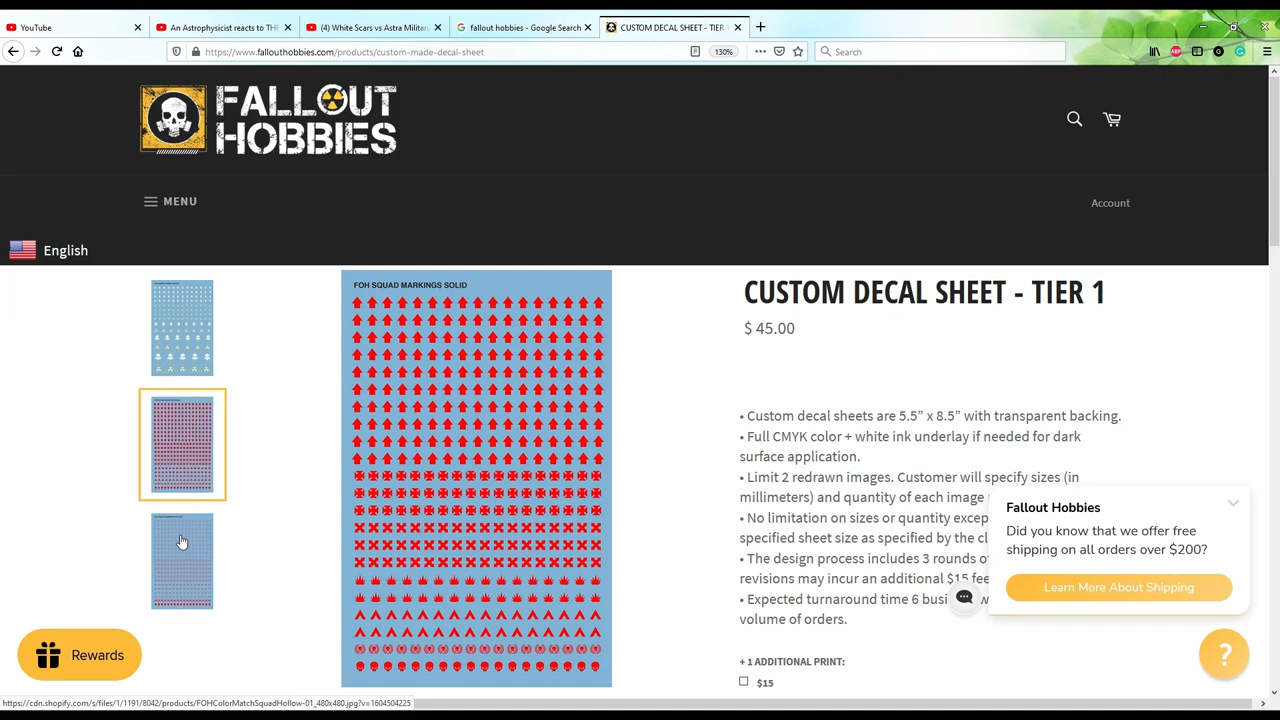 YouTube
An Astrophysicist reacts to THE
(4) White Scars vs Astra Militar
fallout hobbies - Google Search
CUSTOM DECAL SHEET - TIER 1
https://www.fallouthobbies.com/products/custom-made-decal-sheet
130%
Search
ABP
FALLOUT
HOBBIES
MENU
Account
English
FOH SQUAD MARKINGS SOLID
CUSTOM DECAL SHEET - TIER 1
$ 45.00
• Custom decal sheets are 5.5” x 8.5” with transparent backing.
• Full CMYK color + white ink underlay if needed for dark
surface application.
• Limit 2 redrawn images. Customer will specify sizes (in
millimeters) and quantity of each image
• No limitation on sizes or quantity excep
specified sheet size as specified by the cl
• The design process includes 3 rounds o
revisions may incur an additional $15 fee
• Expected turnaround time 6 busi
volume of orders.
+ 1 ADDITIONAL PRINT:
$15
Fallout Hobbies
Did you know that we offer free
shipping on all orders over $200?
Learn More About Shipping
Rewards
?
https://cdn.shopify.com/s/files/1/1191/8042/products/FOHColorMatchSquadHollow-01_480x480.jpg?v=1604504225